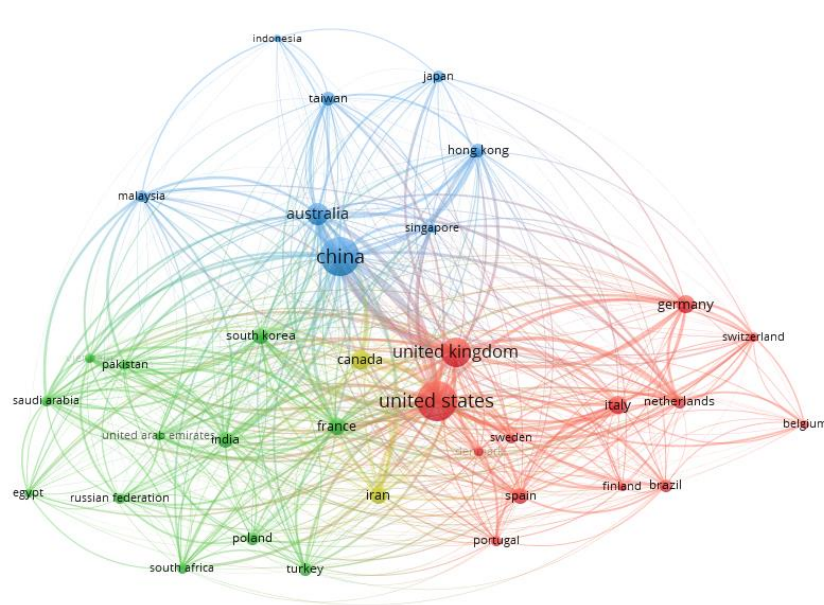 indonesia
japan
taiwan
hong kong
malaysia
australia
singapore
china
germany
south korea
switzerland
united kingdom
canada
pakistan
saudi arabia
united states
netherlands
italy
belgium
france
united arab emirates
india
sweden
finland
brazil
egypt
russian federation
iran
spain
poland
portugal
south africa
turkey